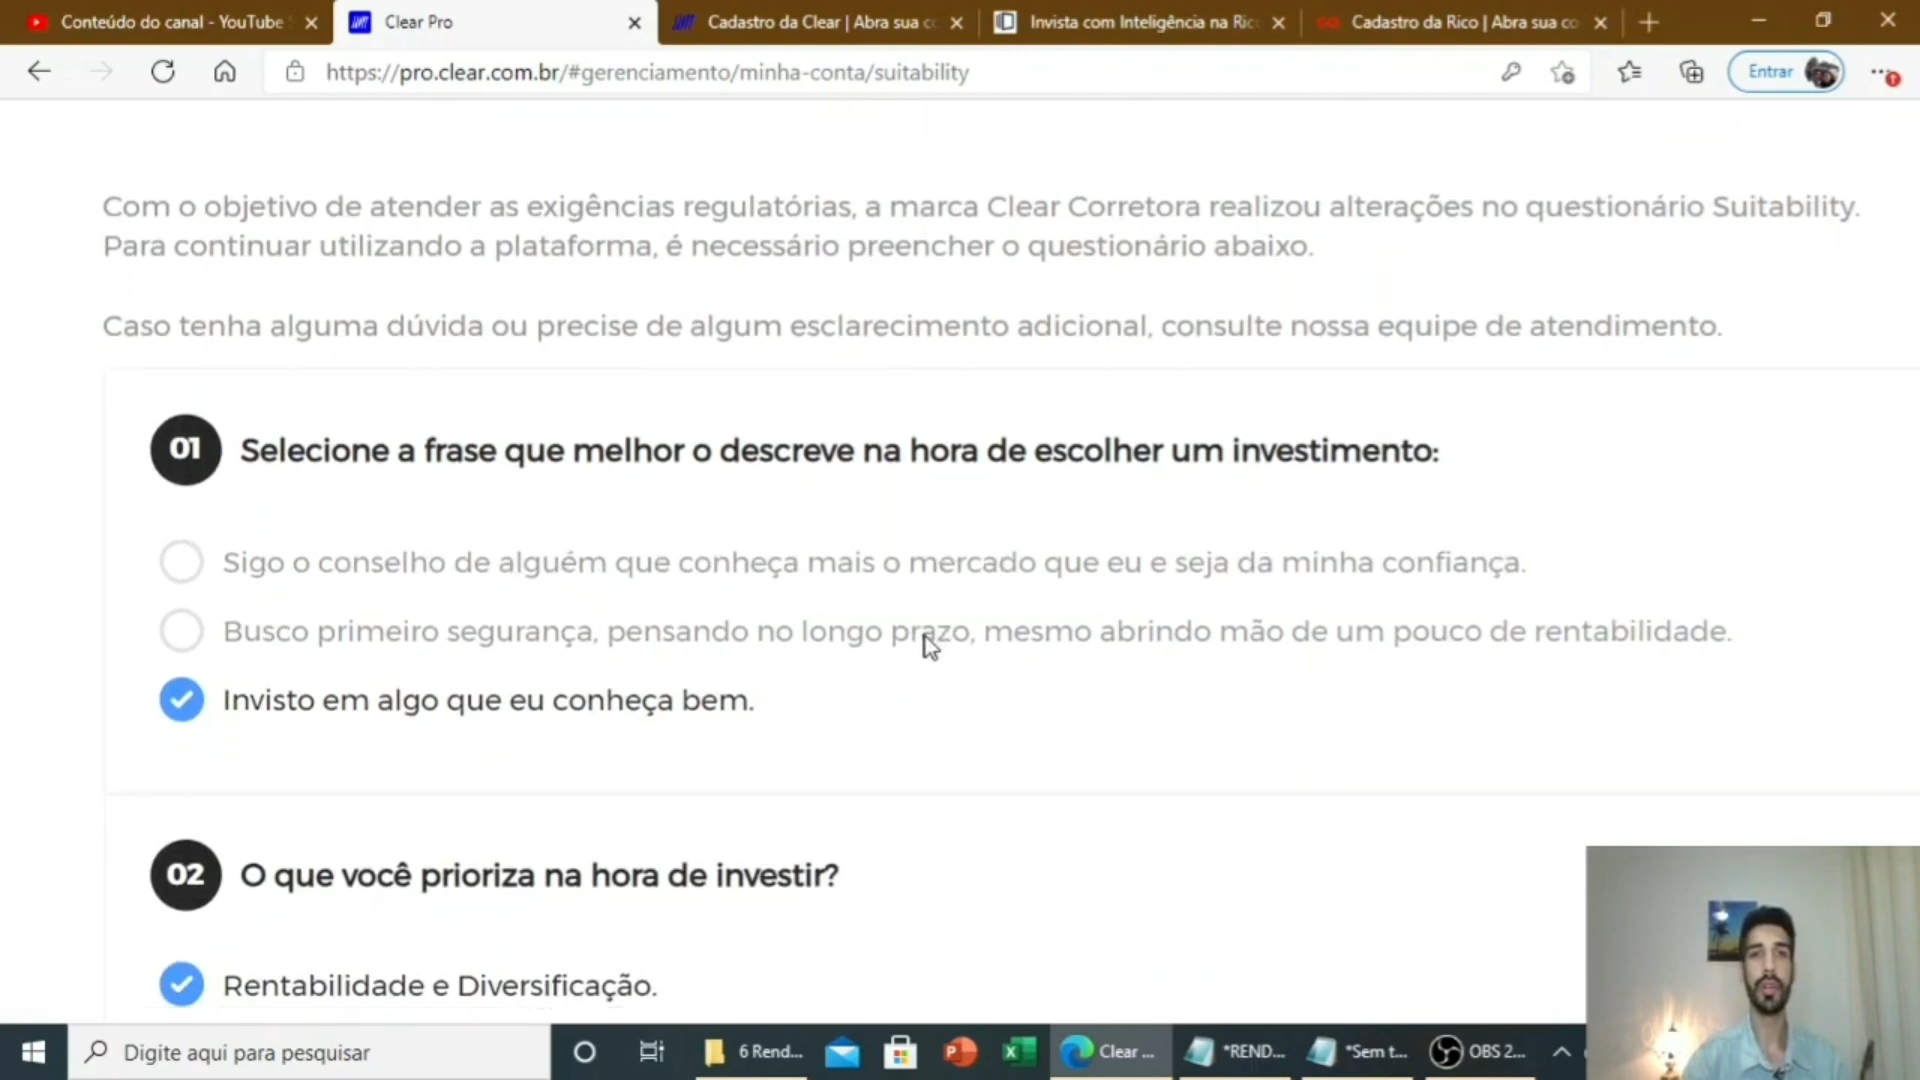 Conteúdo do canal - YouTube
Clear Pro
Cadastro da Clear | Abra sua co
Invista com Inteligência na Ric
Cadastro da Rico | Abra sua co
https://pro.clear.com.br/#gerenciamento/minha-conta/suitability
Entrar
Com o objetivo de atender as exigências regulatórias, a marca Clear Corretora realizou alterações no questionário Suitability.
Para continuar utilizando a plataforma, é necessário preencher o questionário abaixo.
Caso tenha alguma dúvida ou precise de algum esclarecimento adicional, consulte nossa equipe de atendimento.
01 Selecione a frase que melhor o descreve na hora de escolher um investimento:
Sigo o conselho de alguém que conheça mais o mercado que eu e seja da minha confiança.
Busco primeiro segurança, pensando no longo prazo, mesmo abrindo mão de um pouco de rentabilidade.
Invisto em algo que eu conheça bem.
02 O que você prioriza na hora de investir?
Rentabilidade e Diversificação.
Digite aqui para pesquisar
6 Rend...
Clear ...
*REND...
*Sem t...
OBS 2...